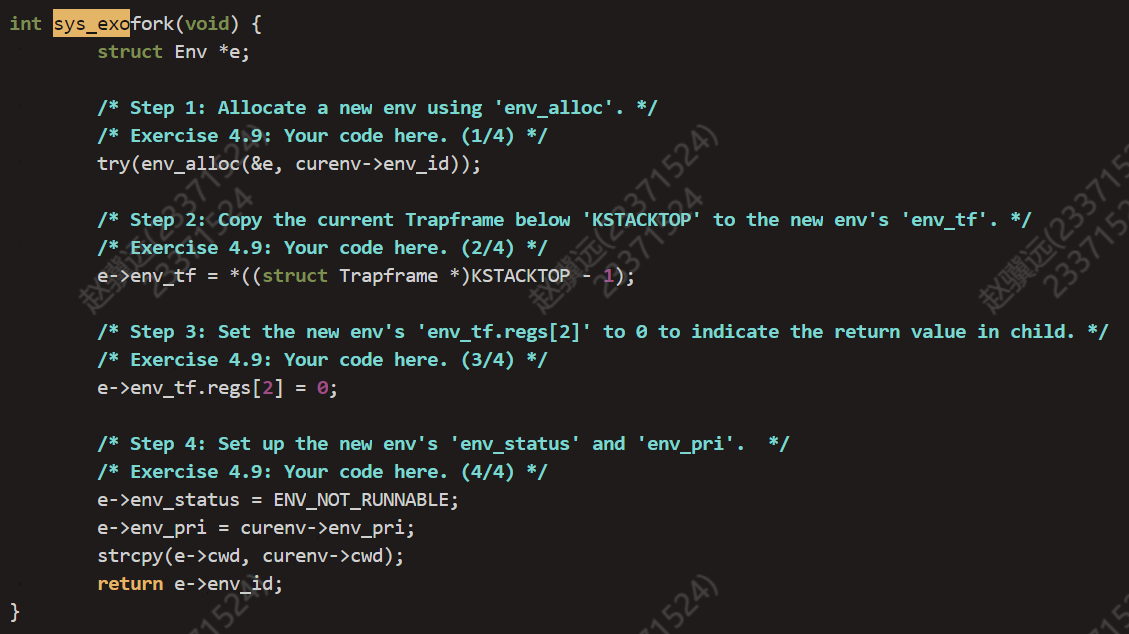 int sys_exofork(void) {
struct Env *e;
/* Step 1: Allocate a new env using 'env_alloc'. */
/* Exercise 4.9: Your code here. (1/4) */
try(env_alloc(&e, curenv->env_id));
/* Step 2: Copy the current Trapframe below 'KSTACKTOP' to the new env's 'env_tf'. */
/* Exercise 4.9: Your code here. (2/4) */
e->env_tf = *((struct Trapframe *)KSTACKTOP - 1);
/* Step 3: Set the new env's 'env_tf.regs[2]' to 0 to indicate the return value in child. */
/* Exercise 4.9: Your code here. (3/4) */
e->env_tf.regs[2] = 0;
/* Step 4: Set up the new env's 'env_status' and 'env_pri'.  */
/* Exercise 4.9: Your code here. (4/4) */
e->env_status = ENV_NOT_RUNNABLE;
e->env_pri = curenv->env_pri;
strcpy(e->cwd, curenv->cwd);
return e->env_id;
}
赵骥远(23371524)
23371524
赵骥远(23371524)
23371524
赵骥远(23371524)
23371524
71524)
71524)